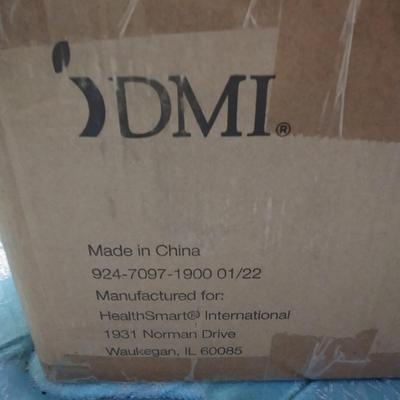 DMI®
Made in China
924-7097-1900 01/22
Manufactured for:
HealthSmart® International
1931 Norman Drive
Waukegan, IL 60085